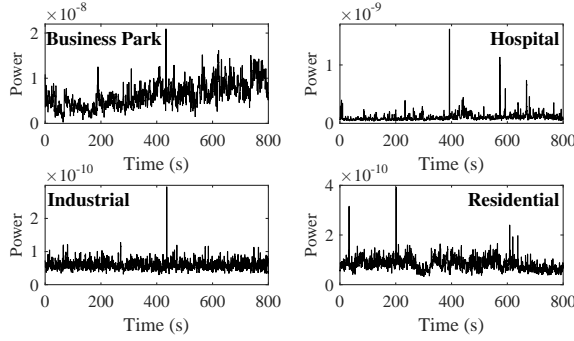 ×10⁻⁸
Business Park
Power
2
1
0
0 200 400 600 800
Time (s)
×10⁻⁹
Hospital
Power
1
0
0 200 400 600 800
Time (s)
×10⁻¹⁰
Industrial
Power
2
1
0
0 200 400 600 800
Time (s)
×10⁻¹⁰
Residential
Power
4
2
0
0 200 400 600 800
Time (s)